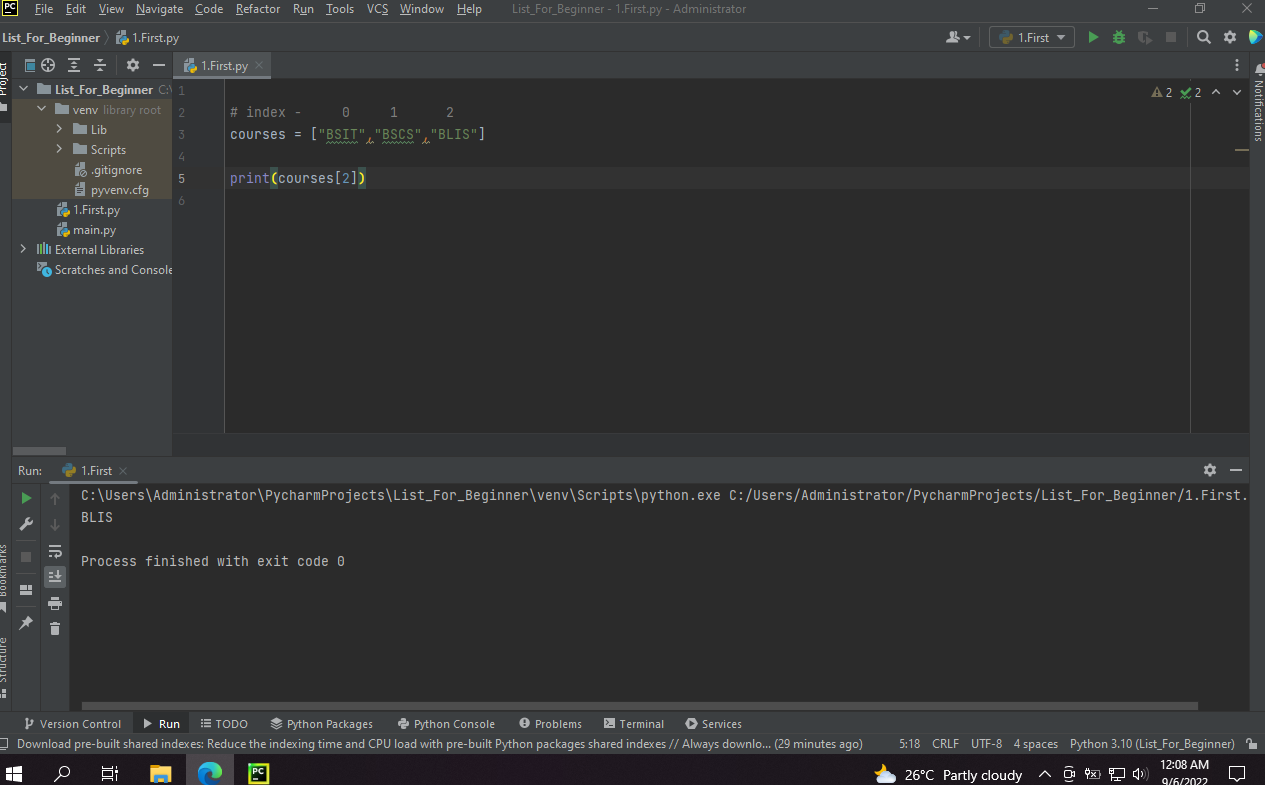 PC File Edit View Navigate Code Refactor Run Tools VCS Window Help List_For_Beginner - 1.First.py - Administrator
List_For_Beginner 1.First.py 1.First
Project
1.First.py
Notifications
List_For_Beginner C:\
venv library root
Lib
Scripts
.gitignore
pyvenv.cfg
1.First.py
main.py
External Libraries
Scratches and Console
1
2 # index - 0 1 2
3 courses = ["BSIT","BSCS","BLIS"]
4
5 print(courses[2])
6
2 2
Run: 1.First
C:\Users\Administrator\PycharmProjects\List_For_Beginner\venv\Scripts\python.exe C:/Users/Administrator/PycharmProjects/List_For_Beginner/1.First.
BLIS
Process finished with exit code 0
Bookmarks
Structure
Version Control Run TODO Python Packages Python Console Problems Terminal Services
Download pre-built shared indexes: Reduce the indexing time and CPU load with pre-built Python packages shared indexes // Always downlo... (29 minutes ago) 5:18 CRLF UTF-8 4 spaces Python 3.10 (List_For_Beginner)
PC 26°C Partly cloudy 12:08 AM
9/6/2022